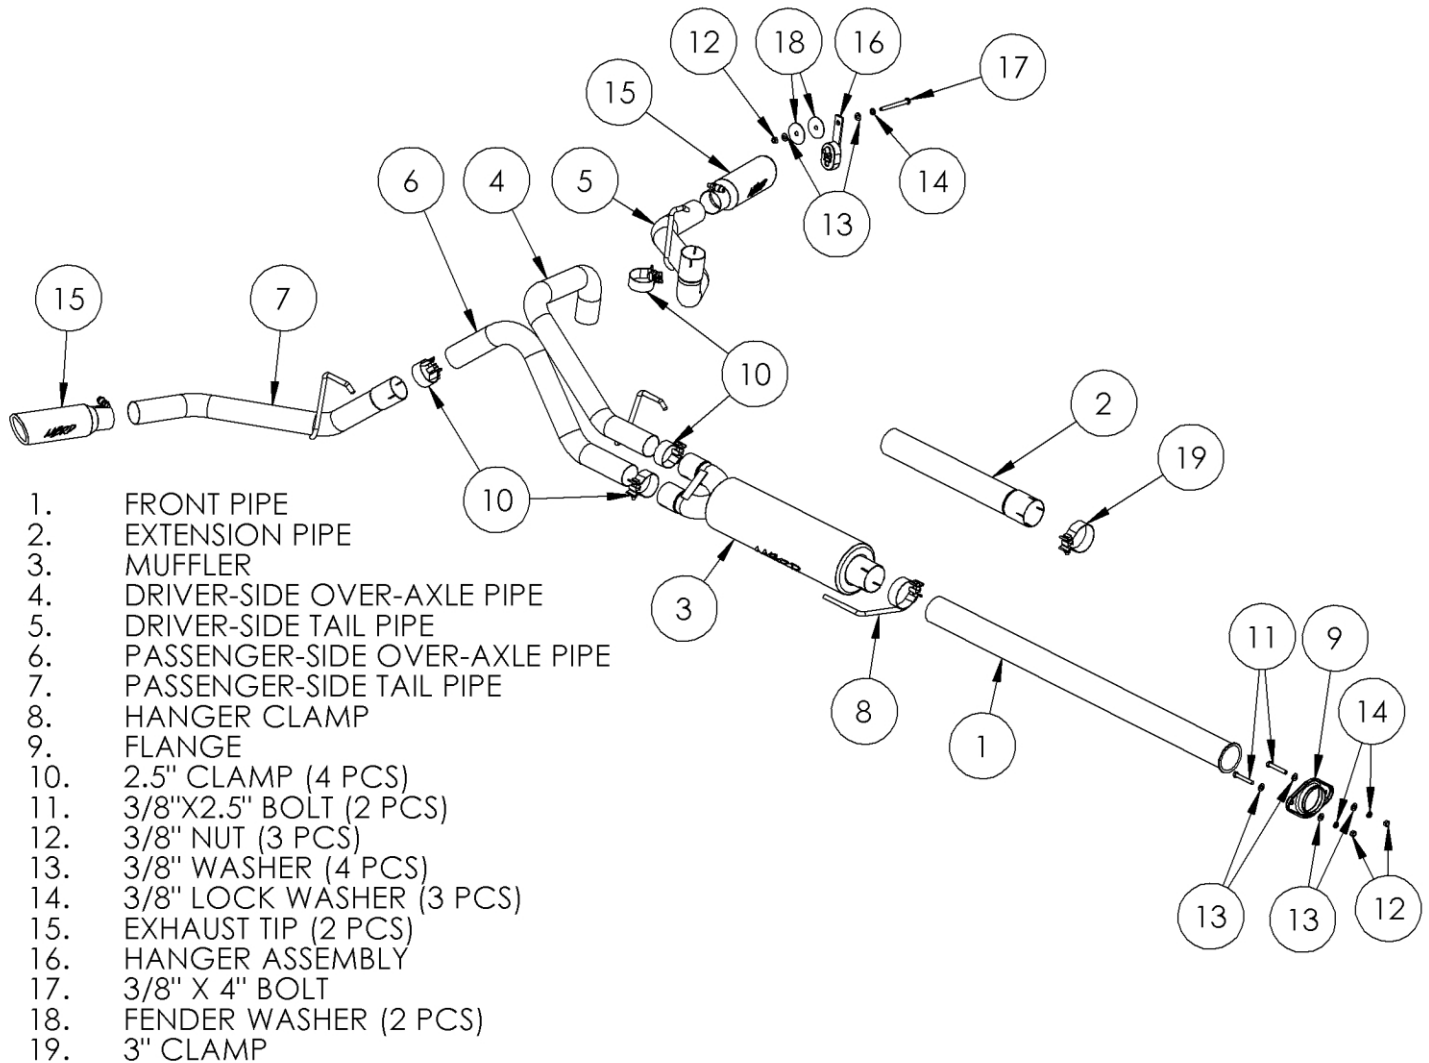 12
18
16
17
15
6
4
5
14
13
15
7
10
2
19
10
3
8
1
11
9
14
13
13
12
1. FRONT PIPE
2. EXTENSION PIPE
3. MUFFLER
4. DRIVER-SIDE OVER-AXLE PIPE
5. DRIVER-SIDE TAIL PIPE
6. PASSENGER-SIDE OVER-AXLE PIPE
7. PASSENGER-SIDE TAIL PIPE
8. HANGER CLAMP
9. FLANGE
10. 2.5" CLAMP (4 PCS)
11. 3/8"X2.5" BOLT (2 PCS)
12. 3/8" NUT (3 PCS)
13. 3/8" WASHER (4 PCS)
14. 3/8" LOCK WASHER (3 PCS)
15. EXHAUST TIP (2 PCS)
16. HANGER ASSEMBLY
17. 3/8" X 4" BOLT
18. FENDER WASHER (2 PCS)
19. 3" CLAMP